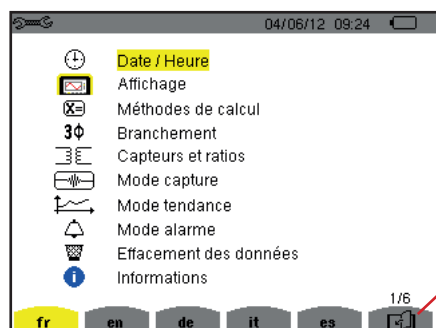 04/06/12 09:24
Date / Heure
Affichage
X= Méthodes de calcul
3Φ Branchement
Capteurs et ratios
Mode capture
Mode tendance
Mode alarme
Effacement des données
i Informations
1/6
fr en de it es